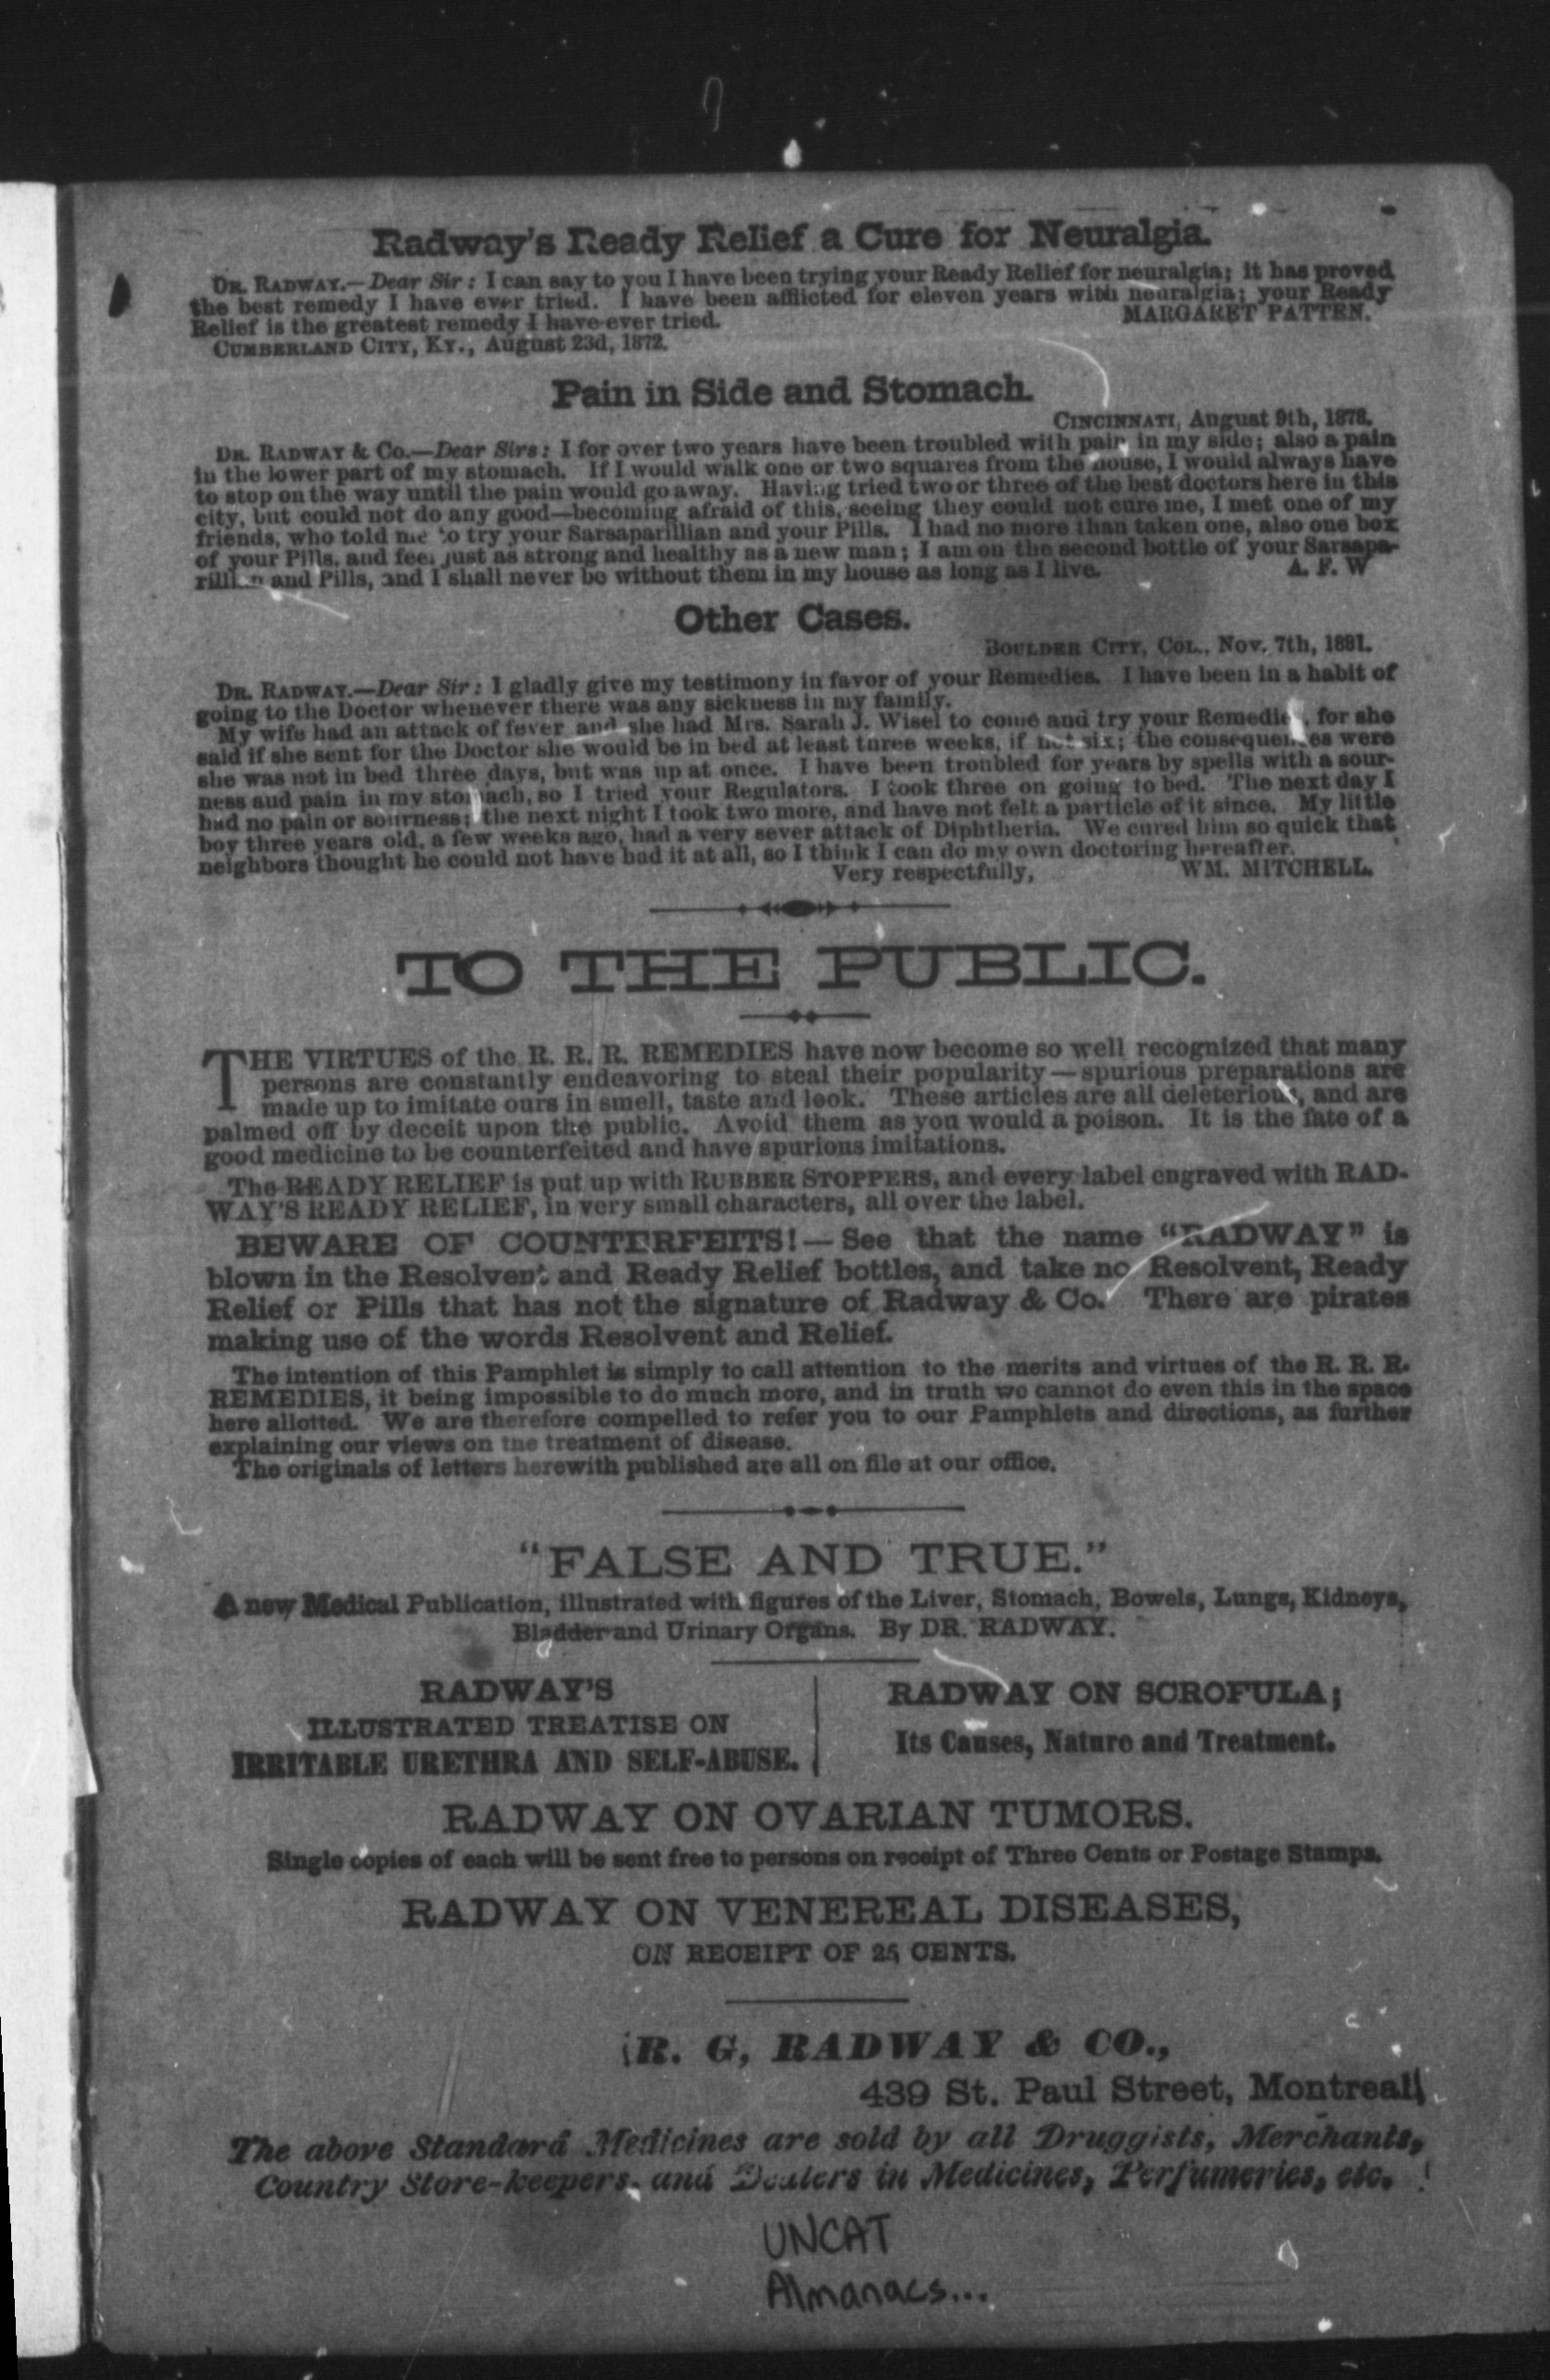 Radway's Ready Relief a Cure for Neuralgia.
DR. RADWAY.—Dear Sir: I can say to you I have been trying your Ready Relief for neuralgia; it has proved
the best remedy I have ever tried. I have been afflicted for eleven years with neuralgia; your Ready
Relief is the greatest remedy I have ever tried. MARGARET PATTEN.
CUMBERLAND CITY, KY., August 23d, 1872.
Pain in Side and Stomach.
CINCINNATI, August 9th, 1878.
DR. RADWAY & CO.—Dear Sirs: I for over two years have been troubled with pain in my side; also a pain
in the lower part of my stomach. If I would walk one or two squares from the house, I would always have
to stop on the way until the pain would go away. Having tried two or three of the best doctors here in this
city, but could not do any good—becoming afraid of this, seeing they could not cure me, I met one of my
friends, who told me to try your Sarsaparillian and your Pills. I had no more than taken one, also one box
of your Pills, and feel just as strong and healthy as a new man; I am on the second bottle of your Sarsapa-
rillian and Pills, and I shall never be without them in my house as long as I live. A. F. W
Other Cases.
BOULDER CITY, COL., Nov. 7th, 1881.
DR. RADWAY.—Dear Sir: I gladly give my testimony in favor of your Remedies. I have been in a habit of
going to the Doctor whenever there was any sickness in my family.
My wife had an attack of fever and she had Mrs. Sarah J. Wisel to come and try your Remedies, for she
said if she sent for the Doctor she would be in bed at least three weeks, if not six; the consequences were
she was not in bed three days, but was up at once. I have been troubled for years by spells with a sour-
ness and pain in my stomach, so I tried your Regulators. I took three on going to bed. The next day I
had no pain or sourness; the next night I took two more, and have not felt a particle of it since. My little
boy three years old, a few weeks ago, had a very sever attack of Diphtheria. We cured him so quick that
neighbors thought he could not have had it at all, so I think I can do my own doctoring hereafter.
Very respectfully, WM. MITCHELL.
TO THE PUBLIC.
THE VIRTUES of the R. R. R. REMEDIES have now become so well recognized that many
persons are constantly endeavoring to steal their popularity—spurious preparations are
made up to imitate ours in smell, taste and look. These articles are all deleterious, and are
palmed off by deceit upon the public. Avoid them as you would a poison. It is the fate of a
good medicine to be counterfeited and have spurious imitations.
The READY RELIEF is put up with RUBBER STOPPERS, and every label engraved with RAD-
WAY'S READY RELIEF, in very small characters, all over the label.
BEWARE OF COUNTERFEITS!—See that the name "RADWAY" is
blown in the Resolvent and Ready Relief bottles, and take no Resolvent, Ready
Relief or Pills that has not the signature of Radway & Co. There are pirates
making use of the words Resolvent and Relief.
The intention of this Pamphlet is simply to call attention to the merits and virtues of the R. R. R.
REMEDIES, it being impossible to do much more, and in truth we cannot do even this in the space
here allotted. We are therefore compelled to refer you to our Pamphlets and directions, as further
explaining our views on the treatment of disease.
The originals of letters herewith published are all on file at our office.
"FALSE AND TRUE."
A new Medical Publication, illustrated with figures of the Liver, Stomach, Bowels, Lungs, Kidneys,
Bladder and Urinary Organs. By DR. RADWAY.
RADWAY'S
ILLUSTRATED TREATISE ON
IRRITABLE URETHRA AND SELF-ABUSE.
RADWAY ON SCROFULA;
Its Causes, Nature and Treatment.
RADWAY ON OVARIAN TUMORS.
Single copies of each will be sent free to persons on receipt of Three Cents or Postage Stamps.
RADWAY ON VENEREAL DISEASES,
ON RECEIPT OF 25 CENTS.
R. G, RADWAY & CO.,
439 St. Paul Street, Montreal,
The above Standard Medicines are sold by all Druggists, Merchants,
Country Store-keepers, and Dealers in Medicines, Perfumeries, etc.
UNCAT
Almanacs...